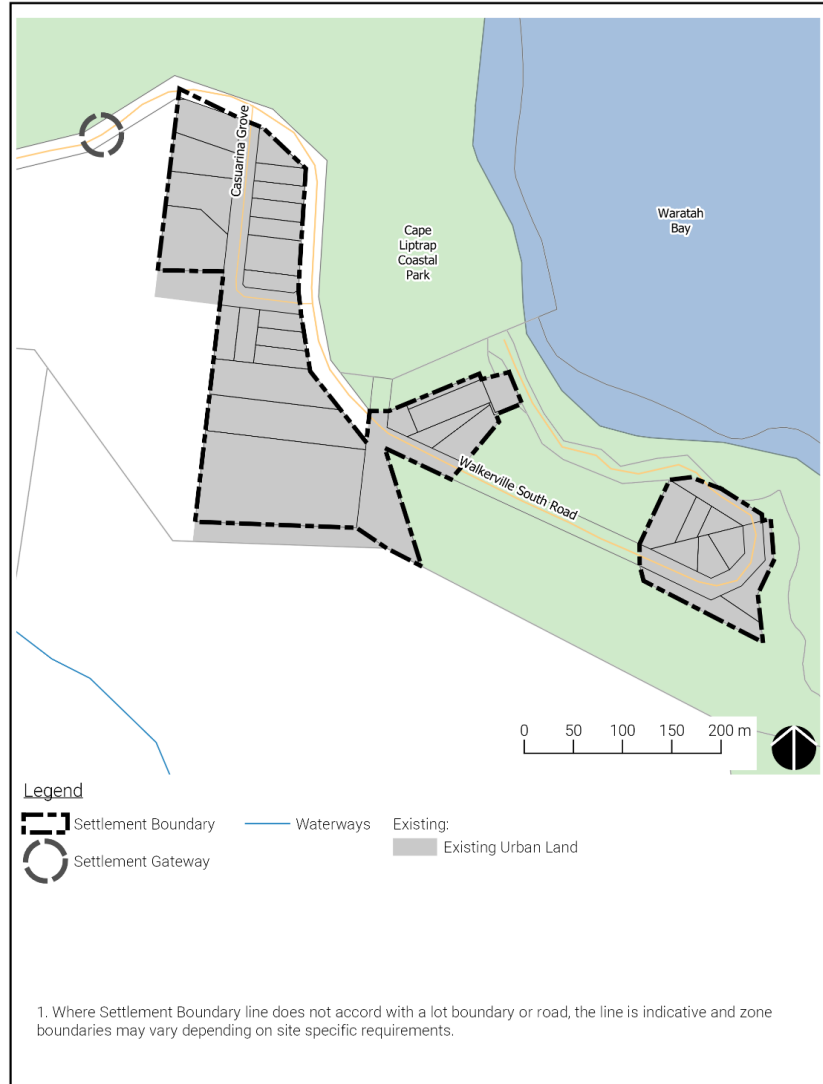 Casuarina Grove
Cape
Liptrap
Coastal
Park
Waratah
Bay
Walkerville South Road
0 50 100 150 200 m
Legend
Settlement Boundary
Waterways
Existing:
Settlement Gateway
Existing Urban Land
1. Where Settlement Boundary line does not accord with a lot boundary or road, the line is indicative and zone
boundaries may vary depending on site specific requirements.